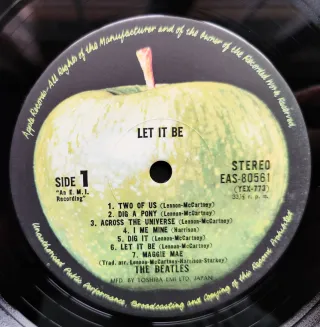 Apple Records · All Rights of the Manufacturer and of the Owner of the Recorded Work Reserved
LET IT BE
SIDE 1
"An E.M.I.
Recording"
STEREO
EAS-80561
(YEX-773)
33⅓ r.p.m.
1. TWO OF US (Lennon-McCartney)
2. DIG A PONY (Lennon-McCartney)
3. ACROSS THE UNIVERSE (Lennon-McCartney)
4. I ME MINE (Harrison)
5. DIG IT (Lennon-McCartney)
6. LET IT BE (Lennon-McCartney)
7. MAGGIE MAE
(Trad. arr. Lennon-McCartney-Harrison-Starkey)
THE BEATLES
MFD. BY TOSHIBA-EMI LTD. JAPAN
Unauthorised Public Performance, Broadcasting and Copying of this Record Prohibited